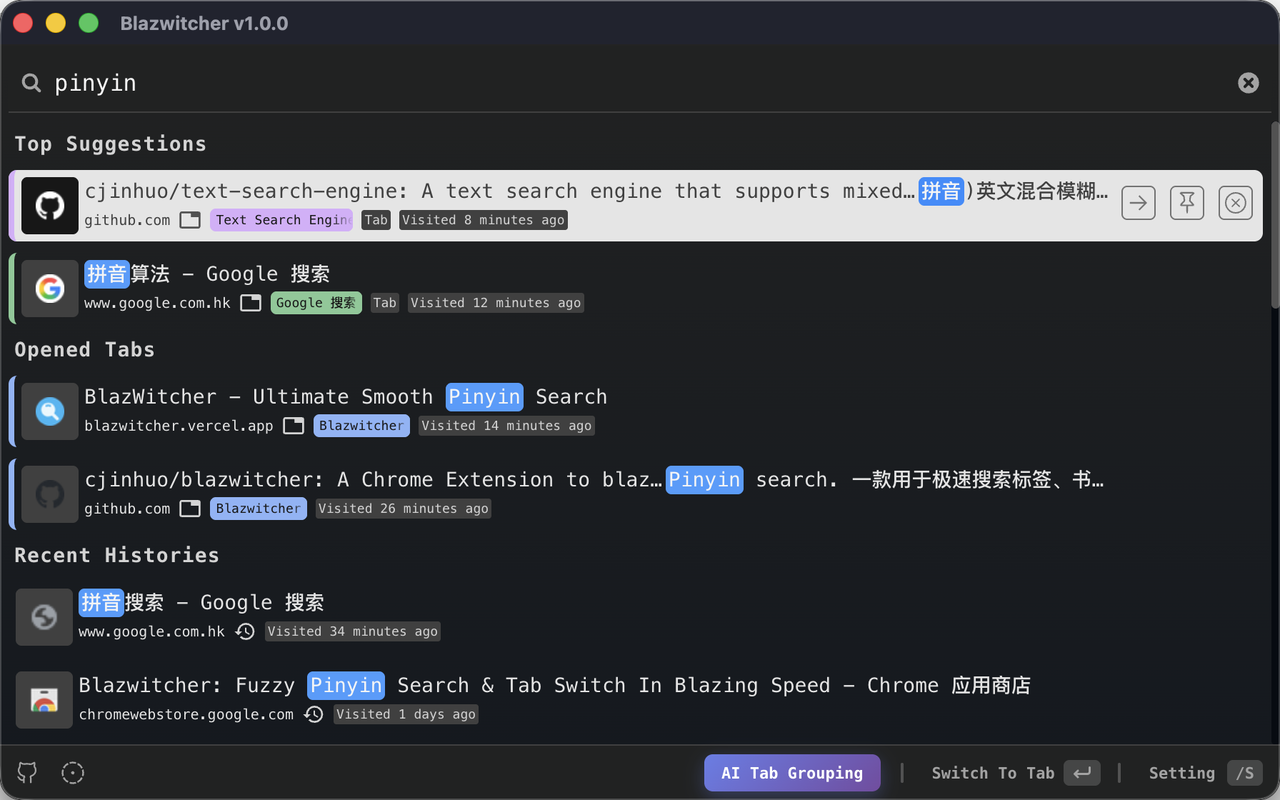 Blazwitcher v1.0.0
pinyin
Top Suggestions
cjinhuo/text-search-engine: A text search engine that supports mixed…拼音)英文混合模糊…
github.com Text Search Engin Tab Visited 8 minutes ago
拼音算法 - Google 搜索
www.google.com.hk Google 搜索 Tab Visited 12 minutes ago
Opened Tabs
BlazWitcher - Ultimate Smooth Pinyin Search
blazwitcher.vercel.app Blazwitcher Visited 14 minutes ago
cjinhuo/blazwitcher: A Chrome Extension to blaz…Pinyin search. 一款用于极速搜索标签、书…
github.com Blazwitcher Visited 26 minutes ago
Recent Histories
拼音搜索 - Google 搜索
www.google.com.hk Visited 34 minutes ago
Blazwitcher: Fuzzy Pinyin Search & Tab Switch In Blazing Speed - Chrome 应用商店
chromewebstore.google.com Visited 1 days ago
AI Tab Grouping | Switch To Tab | Setting /S